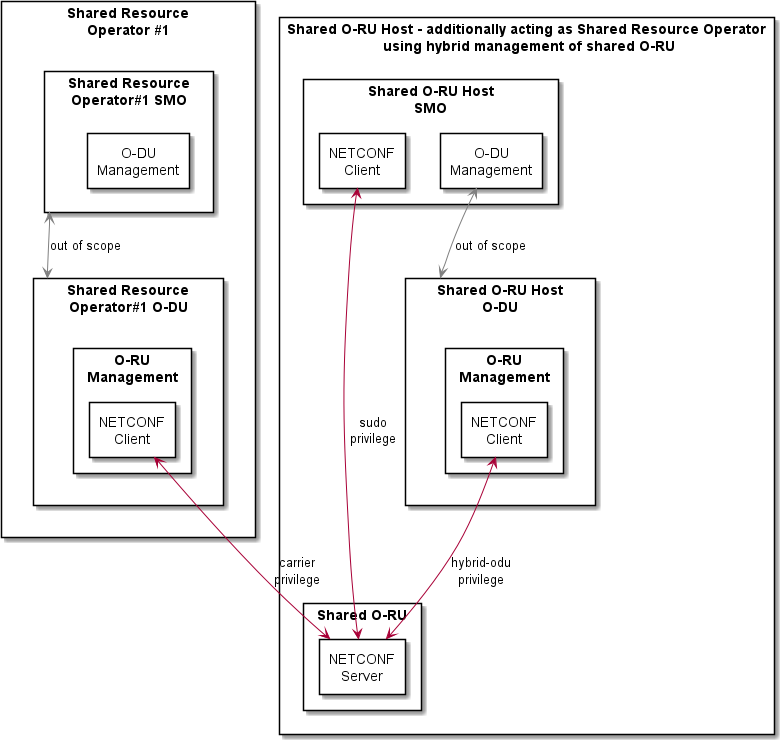 Shared Resource
Operator #1
Shared Resource
Operator#1 SMO
O-DU
Management
out of scope
Shared Resource
Operator#1 O-DU
O-RU
Management
NETCONF
Client
carrier
privilege
Shared O-RU Host - additionally acting as Shared Resource Operator
using hybrid management of shared O-RU
Shared O-RU Host
SMO
NETCONF
Client
O-DU
Management
out of scope
Shared O-RU Host
O-DU
O-RU
Management
NETCONF
Client
sudo
privilege
hybrid-odu
privilege
Shared O-RU
NETCONF
Server